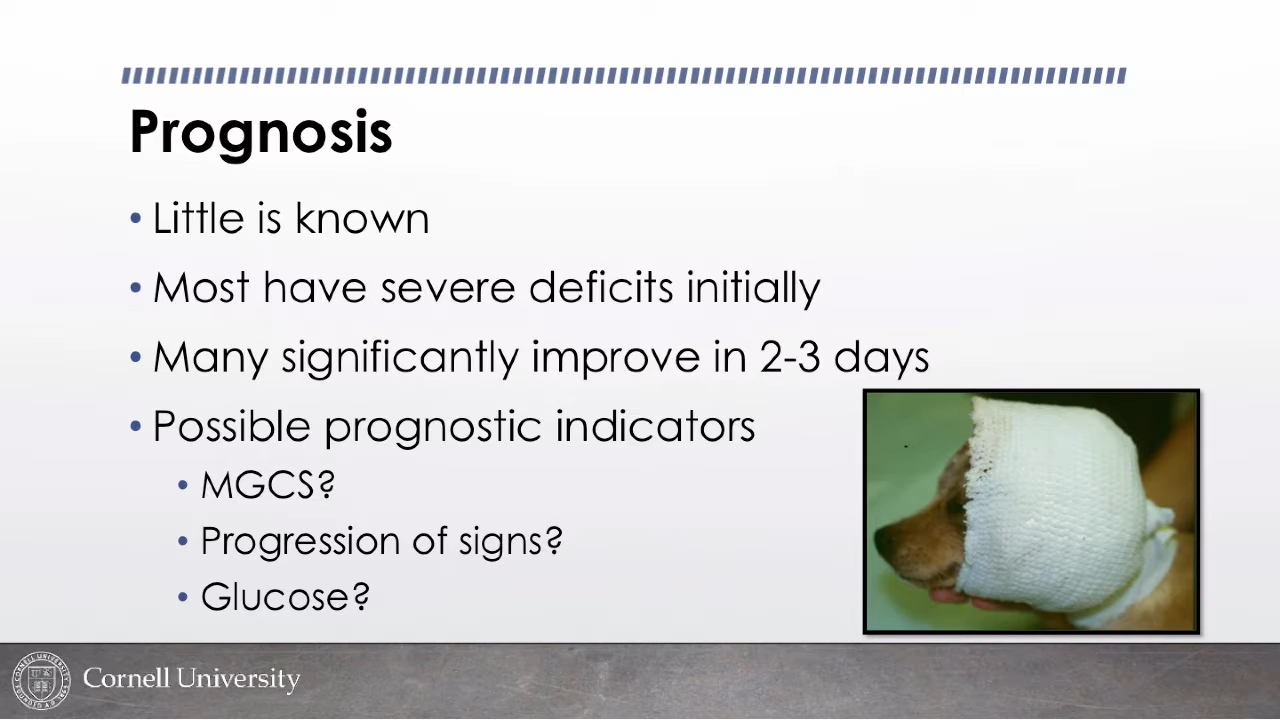 Prognosis
• Little is known
• Most have severe deficits initially
• Many significantly improve in 2-3 days
• Possible prognostic indicators
• MGCS?
• Progression of signs?
• Glucose?
Cornell University